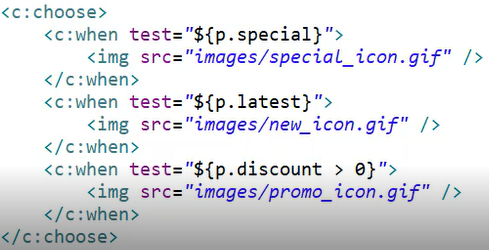 <c:choose>
<c:when test="${p.special}">
<img src="images/special_icon.gif" />
</c:when>
<c:when test="${p.latest}">
<img src="images/new_icon.gif" />
</c:when>
<c:when test="${p.discount > 0}">
<img src="images/promo_icon.gif" />
</c:when>
</c:choose>